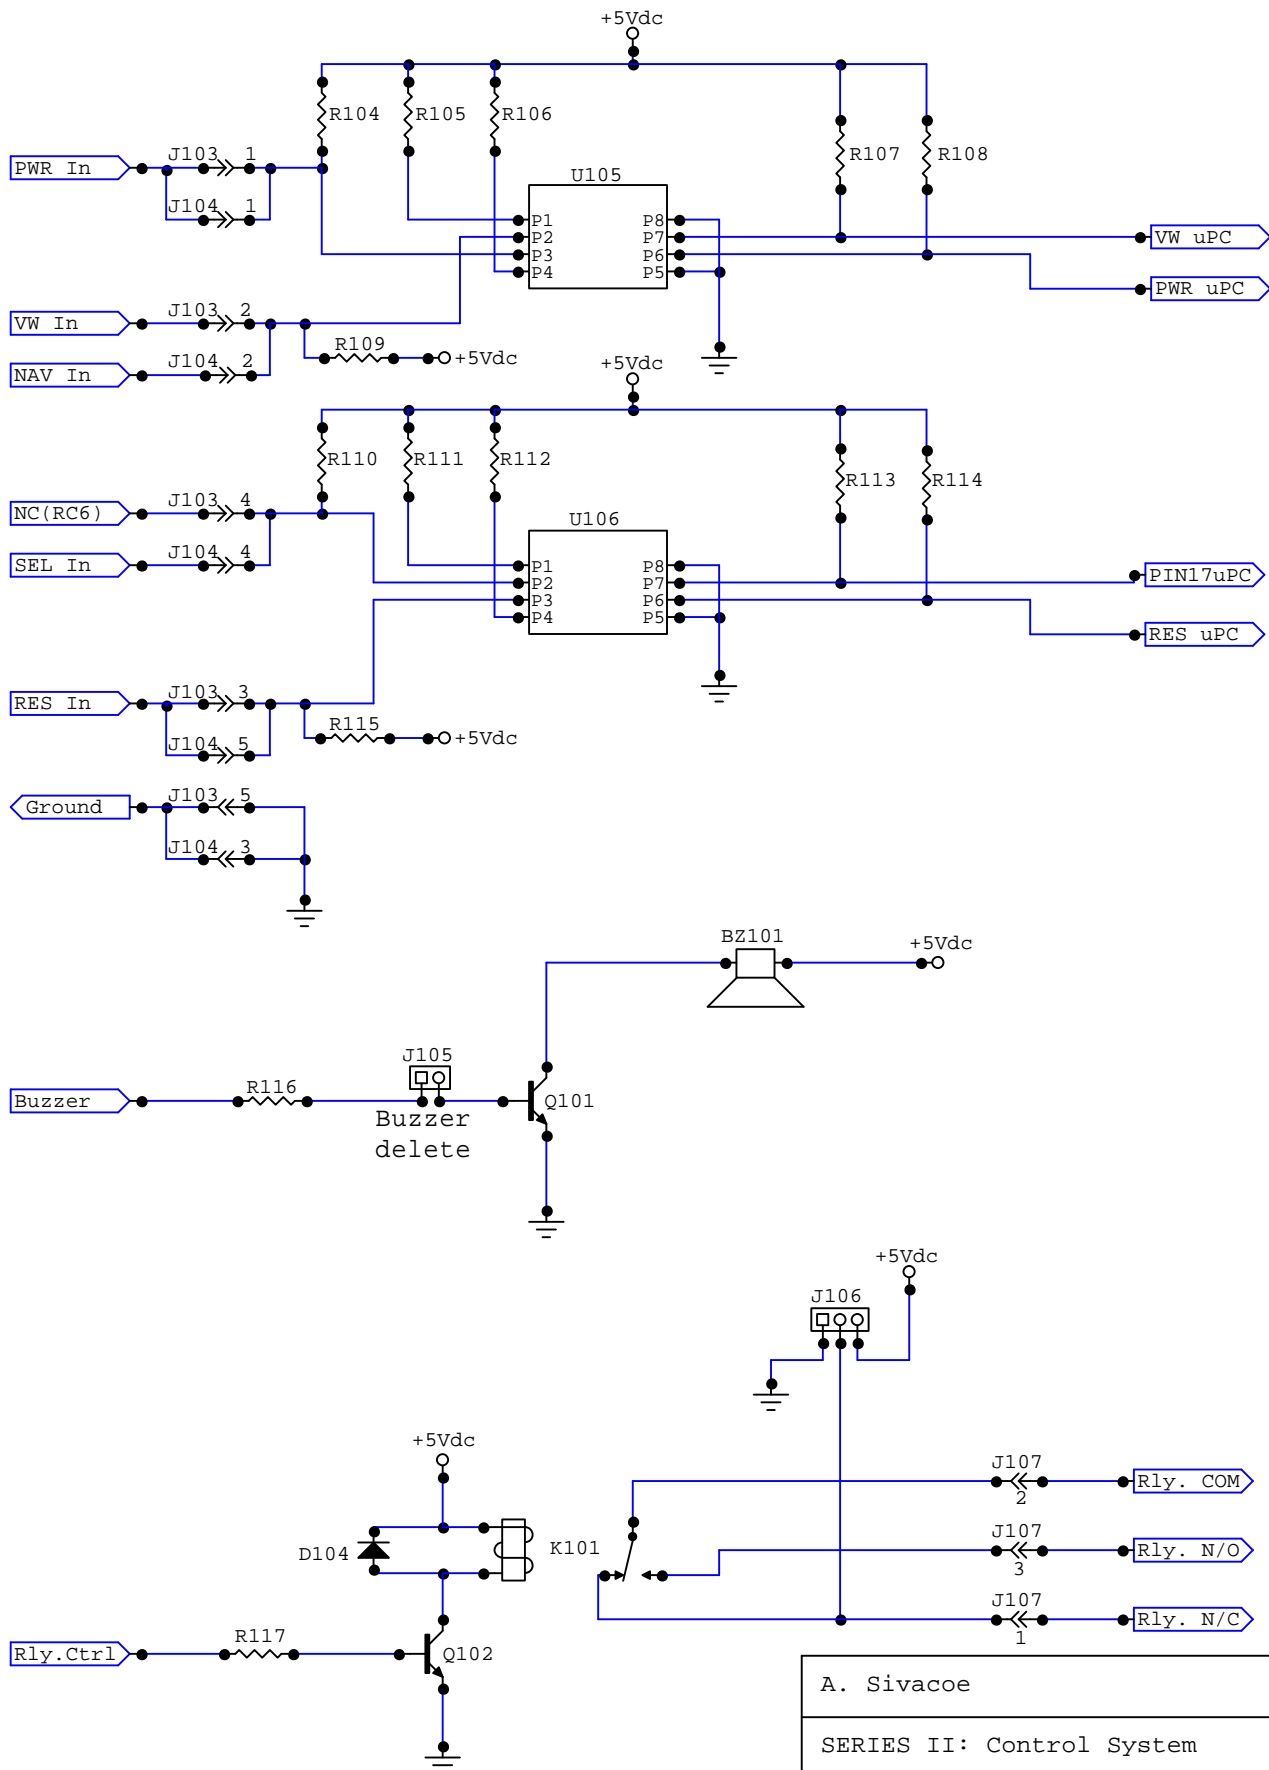 +5Vdc
R104 R105 R106
R107 R108
PWR In J103 1
J104 1
U105
P1 P8
P2 P7
P3 P6
P4 P5
VW uPC
PWR uPC
VW In J103 2
R109 +5Vdc
NAV In J104 2
+5Vdc
R110 R111 R112
R113 R114
NC(RC6) J103 4
SEL In J104 4
U106
P1 P8
P2 P7
P3 P6
P4 P5
PIN17uPC
RES uPC
RES In J103 3
R115 +5Vdc
J104 5
Ground J103 5
J104 3
BZ101 +5Vdc
J105
Buzzer R116 Q101
Buzzer
delete
+5Vdc
J106
+5Vdc
J107 Rly. COM
2
D104 K101 J107 Rly. N/O
3
J107 Rly. N/C
1
Rly.Ctrl R117 Q102
A. Sivacoe
SERIES II: Control System